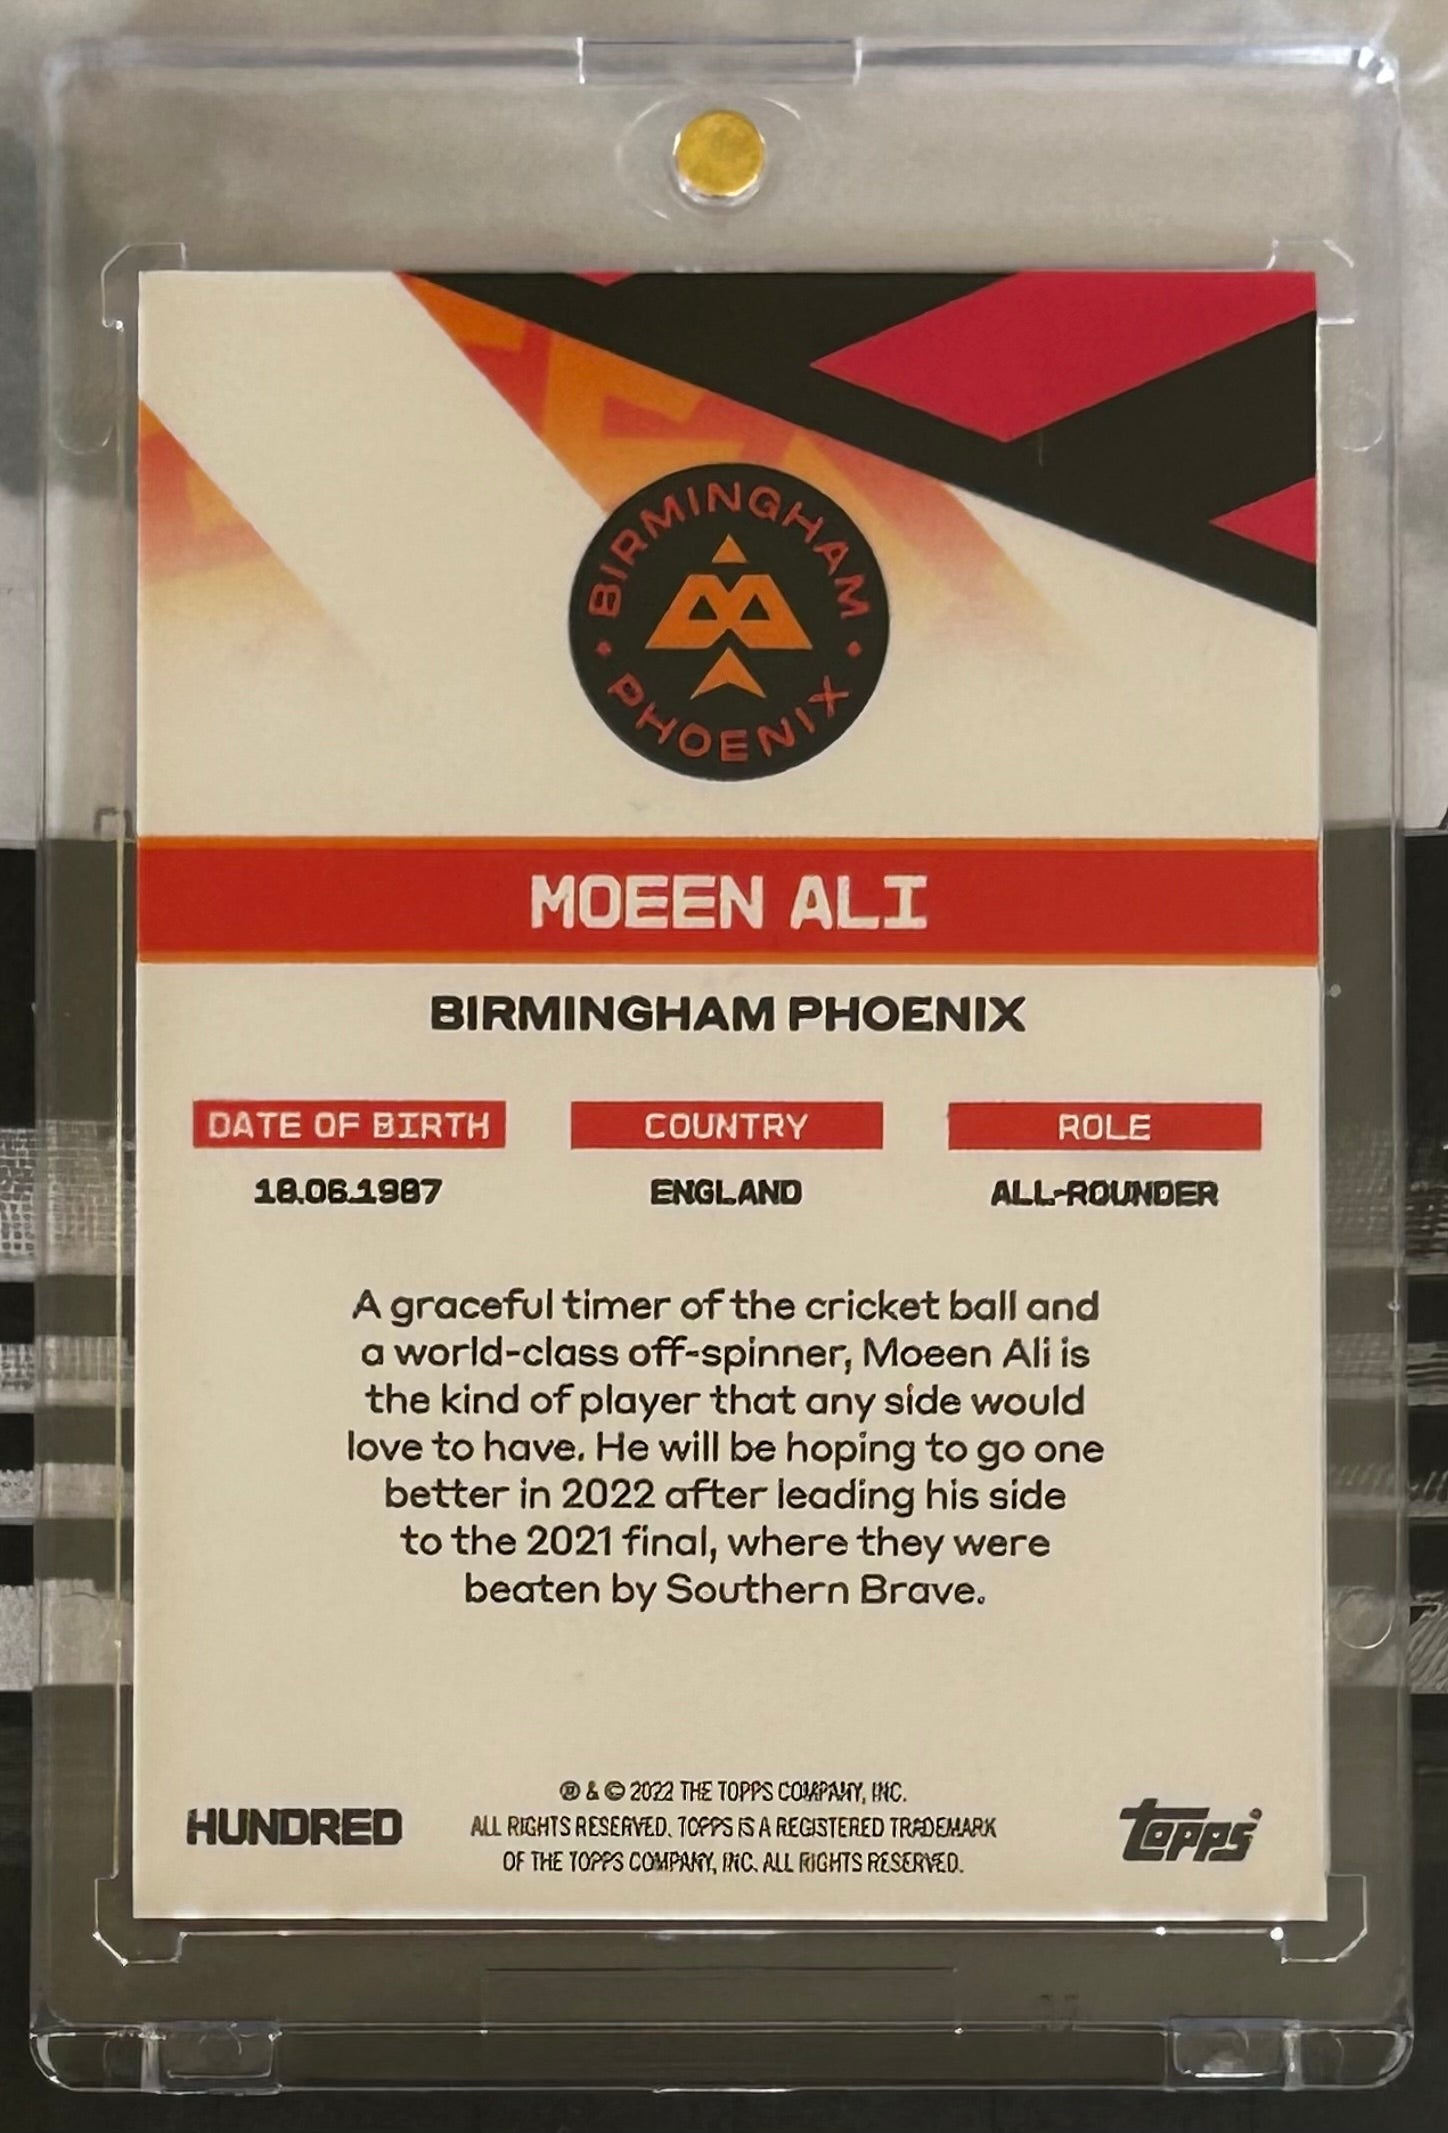 BIRMINGHAM
PHOENIX
MOEEN ALI
BIRMINGHAM PHOENIX
DATE OF BIRTH
18.06.1987
COUNTRY
ENGLAND
ROLE
ALL-ROUNDER
A graceful timer of the cricket ball and
a world-class off-spinner, Moeen Ali is
the kind of player that any side would
love to have. He will be hoping to go one
better in 2022 after leading his side
to the 2021 final, where they were
beaten by Southern Brave.
HUNDRED
® & © 2022 THE TOPPS COMPANY, INC.
ALL RIGHTS RESERVED. TOPPS IS A REGISTERED TRADEMARK
OF THE TOPPS COMPANY, INC. ALL RIGHTS RESERVED.
topps